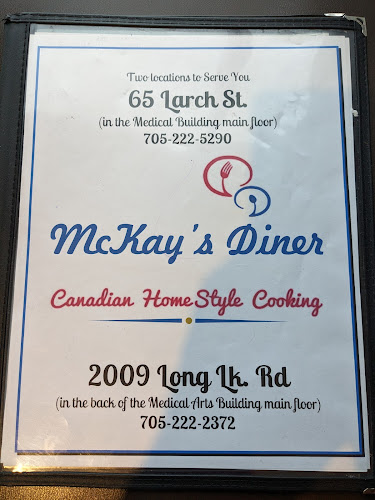 Two locations to Serve You
65 Larch St.
(in the Medical Building main floor)
705-222-5290
McKay's Diner
Canadian HomeStyle Cooking
2009 Long Lk. Rd
(in the back of the Medical Arts Building main floor)
705-222-2372